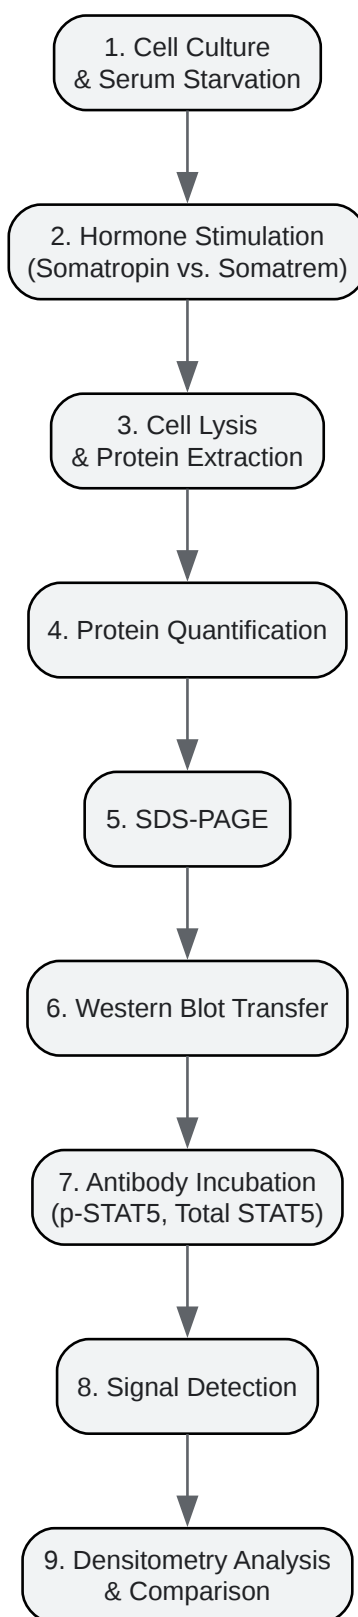 1. Cell Culture
& Serum Starvation
2. Hormone Stimulation
(Somatropin vs. Somatrem)
3. Cell Lysis
& Protein Extraction
4. Protein Quantification
5. SDS-PAGE
6. Western Blot Transfer
7. Antibody Incubation
(p-STAT5, Total STAT5)
8. Signal Detection
9. Densitometry Analysis
& Comparison